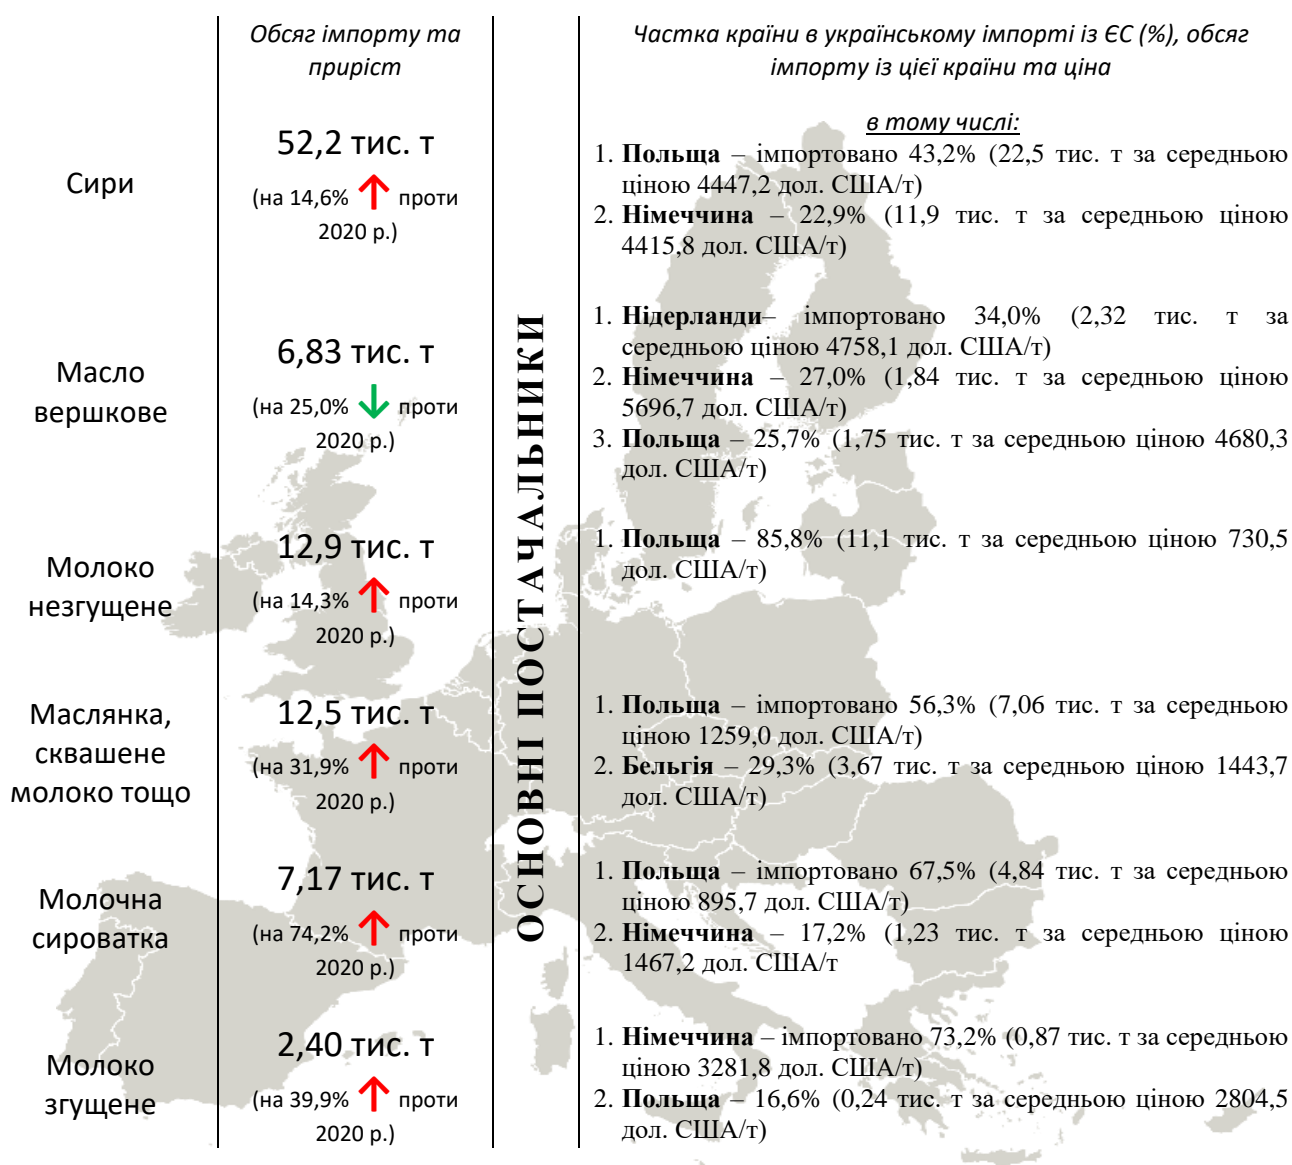 Обсяг імпорту та
приріст
Частка країни в українському імпорті із ЄС (%), обсяг
імпорту із цієї країни та ціна
Сири
52,2 тис. т
(на 14,6% ↑ проти
2020 р.)
в тому числі:
1. Польща – імпортовано 43,2% (22,5 тис. т за середньою
ціною 4447,2 дол. США/т)
2. Німеччина – 22,9% (11,9 тис. т за середньою ціною
4415,8 дол. США/т)
ОСНОВНІ ПОСТАЧАЛЬНИКИ
Масло
вершкове
6,83 тис. т
(на 25,0% ↓ проти
2020 р.)
1. Нідерланди– імпортовано 34,0% (2,32 тис. т за
середньою ціною 4758,1 дол. США/т)
2. Німеччина – 27,0% (1,84 тис. т за середньою ціною
5696,7 дол. США/т)
3. Польща – 25,7% (1,75 тис. т за середньою ціною 4680,3
дол. США/т)
Молоко
незгущене
12,9 тис. т
(на 14,3% ↑ проти
2020 р.)
1. Польща – 85,8% (11,1 тис. т за середньою ціною 730,5
дол. США/т)
Маслянка,
сквашене
молоко тощо
12,5 тис. т
(на 31,9% ↑ проти
2020 р.)
1. Польща – імпортовано 56,3% (7,06 тис. т за середньою
ціною 1259,0 дол. США/т)
2. Бельгія – 29,3% (3,67 тис. т за середньою ціною 1443,7
дол. США/т)
Молочна
сироватка
7,17 тис. т
(на 74,2% ↑ проти
2020 р.)
1. Польща – імпортовано 67,5% (4,84 тис. т за середньою
ціною 895,7 дол. США/т)
2. Німеччина – 17,2% (1,23 тис. т за середньою ціною
1467,2 дол. США/т
Молоко
згущене
2,40 тис. т
(на 39,9% ↑ проти
2020 р.)
1. Німеччина – імпортовано 73,2% (0,87 тис. т за середньою
ціною 3281,8 дол. США/т)
2. Польща – 16,6% (0,24 тис. т за середньою ціною 2804,5
дол. США/т)